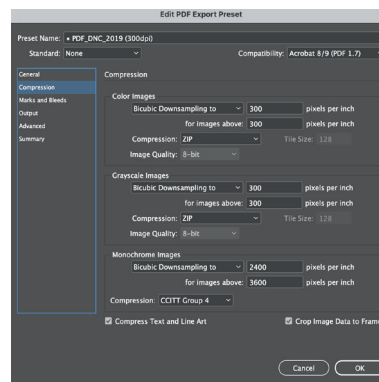 Edit PDF Export Preset
Preset Name: • PDF_DNC_2019 (300dpi)
Standard: None Compatibility: Acrobat 8/9 (PDF 1.7)
General
Compression
Marks and Bleeds
Output
Advanced
Summary
Compression
Color Images
Bicubic Downsampling to 300 pixels per inch
for images above: 300 pixels per inch
Compression: ZIP Tile Size: 128
Image Quality: 8-bit
Grayscale Images
Bicubic Downsampling to 300 pixels per inch
for images above: 300 pixels per inch
Compression: ZIP Tile Size: 128
Image Quality: 8-bit
Monochrome Images
Bicubic Downsampling to 2400 pixels per inch
for images above: 3600 pixels per inch
Compression: CCITT Group 4
Compress Text and Line Art Crop Image Data to Frame
Cancel OK